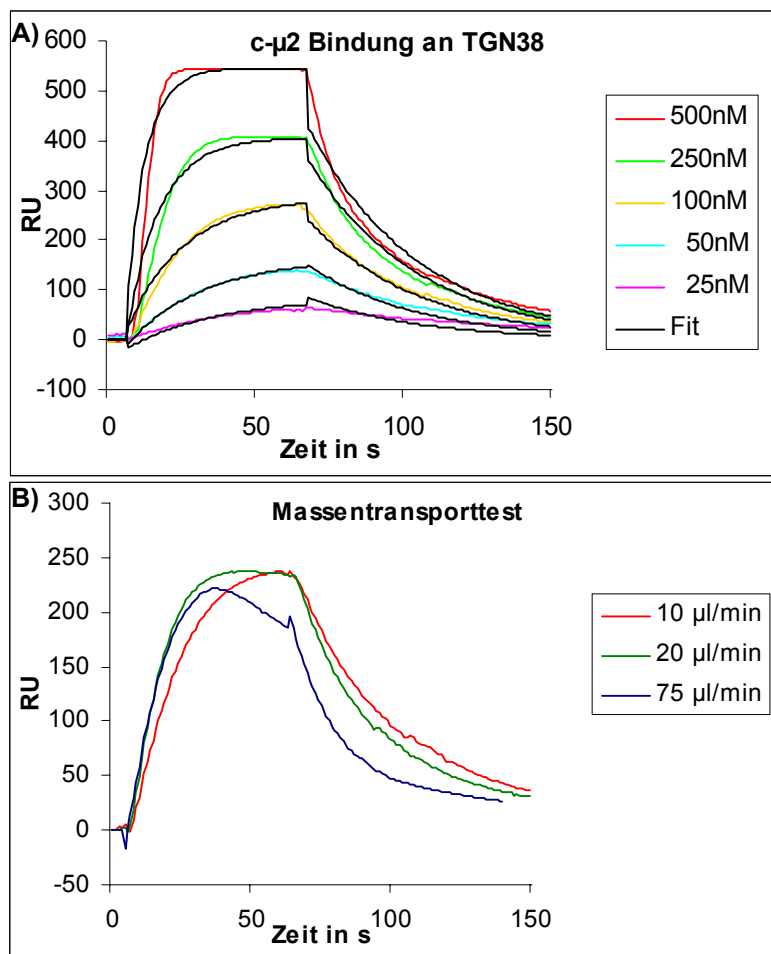 A)
c-µ2 Bindung an TGN38
600
500
400
300
200
100
0
-100
RU
0 50 100 150
Zeit in s
500nM
250nM
100nM
50nM
25nM
Fit
B)
Massentransporttest
300
250
200
150
100
50
0
-50
RU
0 50 100 150
Zeit in s
10 µl/min
20 µl/min
75 µl/min